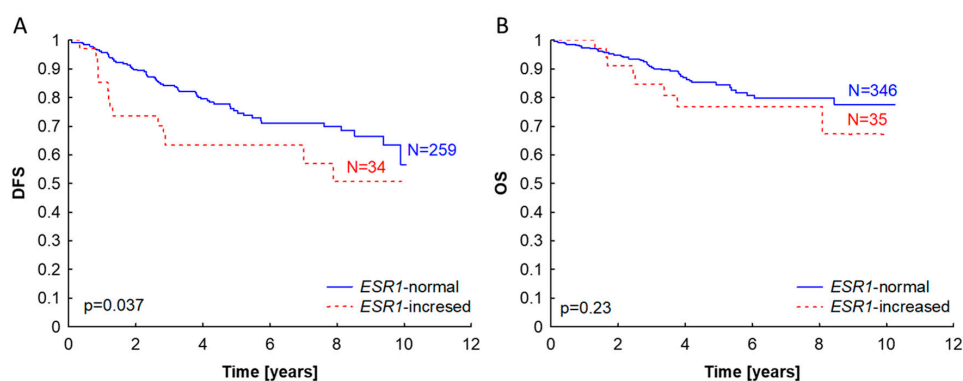 A
1
0.9
0.8
0.7
0.6
0.5
0.4
0.3
0.2
0.1
0
DFS
N=259
N=34
p=0.037
ESR1-normal
ESR1-incresed
0 2 4 6 8 10 12
Time [years]
B
1
0.9
0.8
0.7
0.6
0.5
0.4
0.3
0.2
0.1
0
OS
N=346
N=35
p=0.23
ESR1-normal
ESR1-increased
0 2 4 6 8 10 12
Time [years]